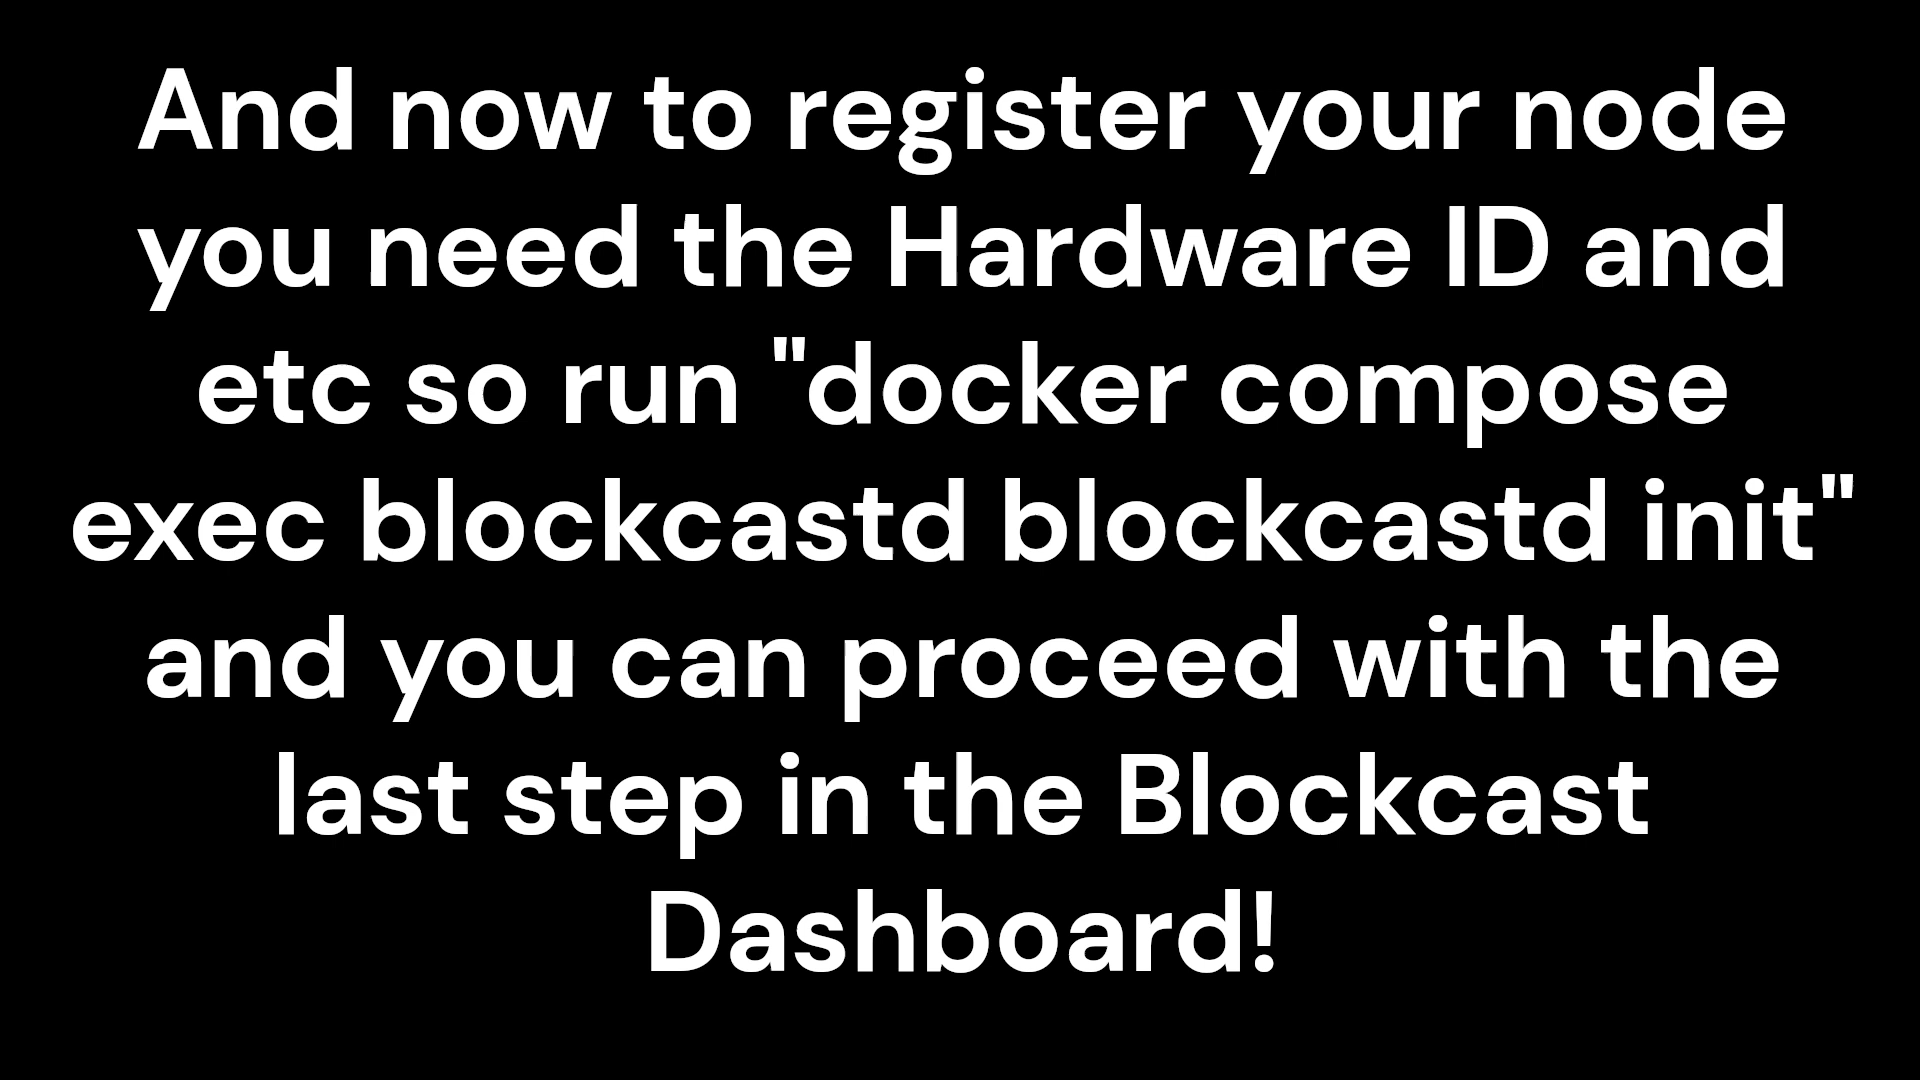 And now to register your node
you need the Hardware ID and
etc so run "docker compose
exec blockcastd blockcastd init"
and you can proceed with the
last step in the Blockcast
Dashboard!